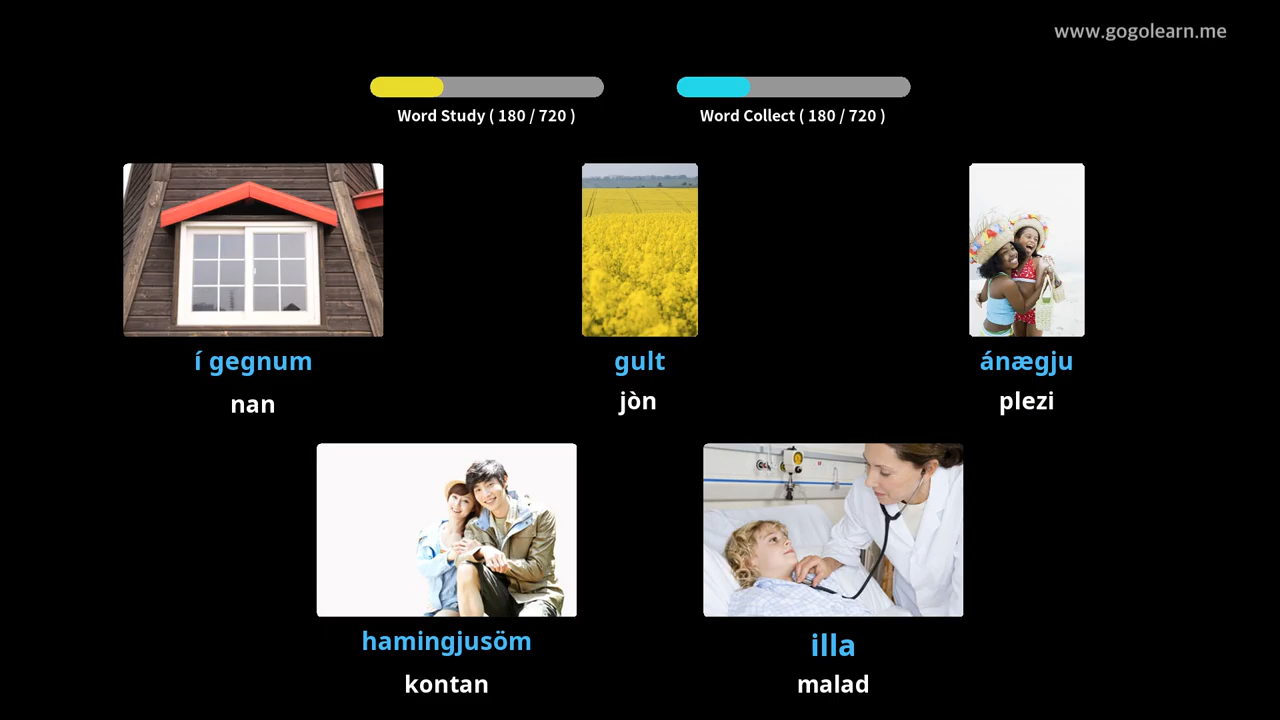 www.gogolearn.me
Word Study ( 180 / 720 )
Word Collect ( 180 / 720 )
í gegnum
gult
ánægju
nan
jòn
plezi
hamingjusöm
illa
kontan
malad